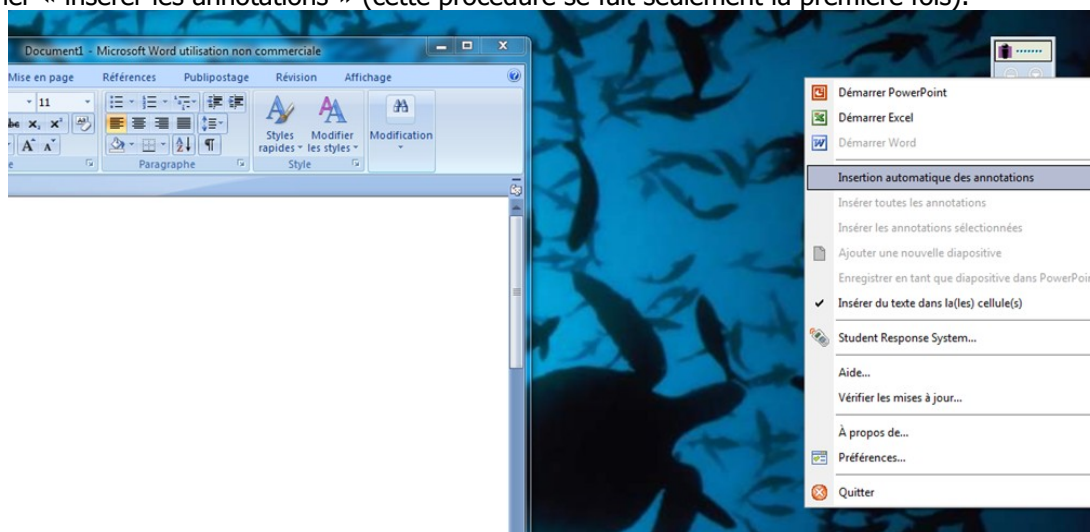 « insérer les annotations » (cette procédure se fait seulement la première fois).
Document1 - Microsoft Word utilisation non commerciale
Mise en page Références Publipostage Révision Affichage
11
abe x₂ x²
A A
Styles rapides Modifier les styles Modification
Paragraphe Style
Démarrer PowerPoint
Démarrer Excel
Démarrer Word
Insertion automatique des annotations
Insérer toutes les annotations
Insérer les annotations sélectionnées
Ajouter une nouvelle diapositive
Enregistrer en tant que diapositive dans PowerPoin
Insérer du texte dans la(les) cellule(s)
Student Response System...
Aide...
Vérifier les mises à jour...
À propos de...
Préférences...
Quitter